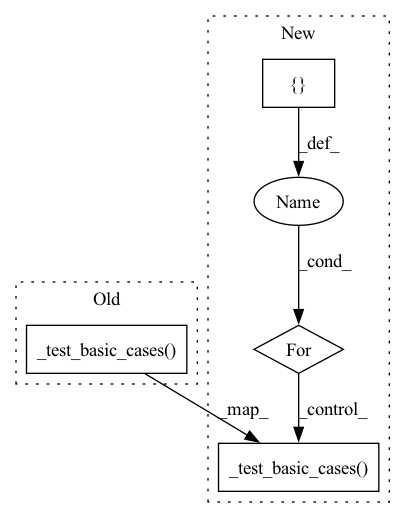 New
{}
_def_
Name
_cond_
Old
_test_basic_cases()
For
_map_
_control_
_test_basic_cases()